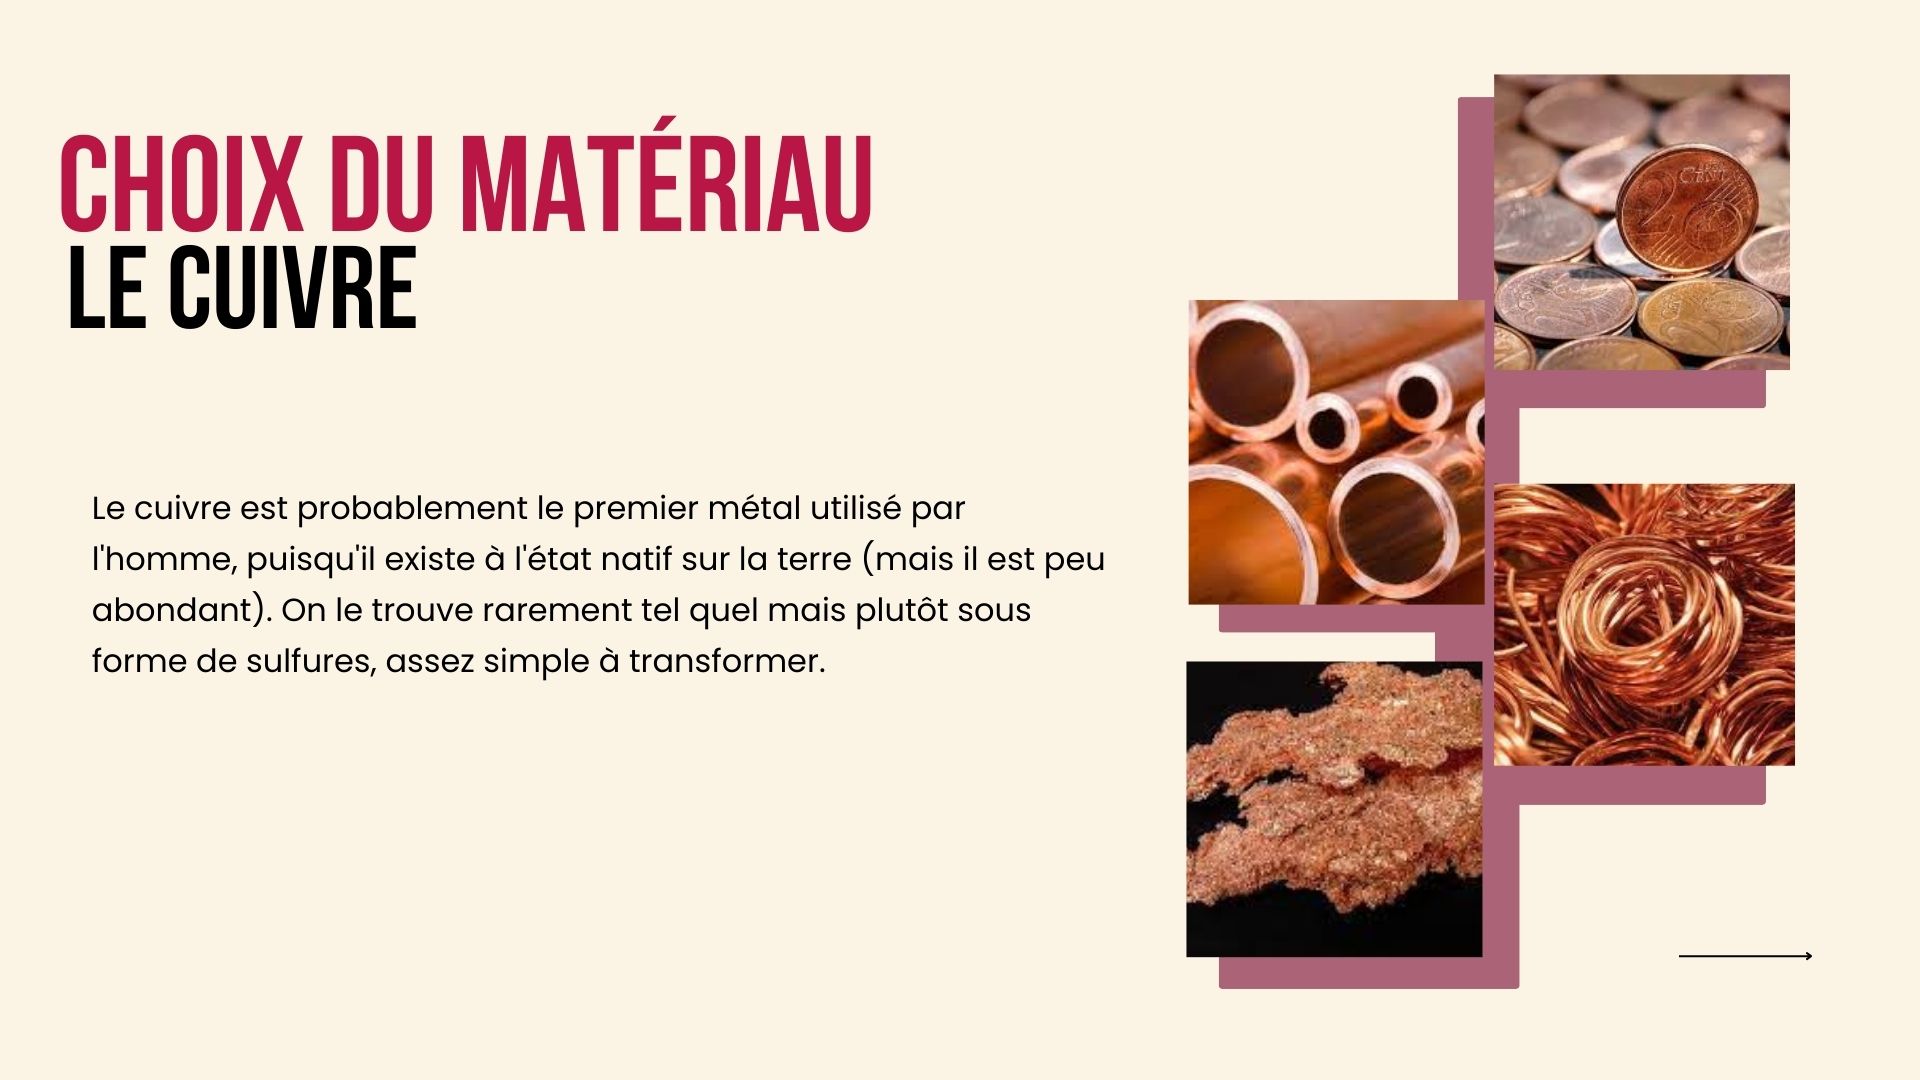 CHOIX DU MATÉRIAU
LE CUIVRE
Le cuivre est probablement le premier métal utilisé par
l'homme, puisqu'il existe à l'état natif sur la terre (mais il est peu
abondant). On le trouve rarement tel quel mais plutôt sous
forme de sulfures, assez simple à transformer.
2